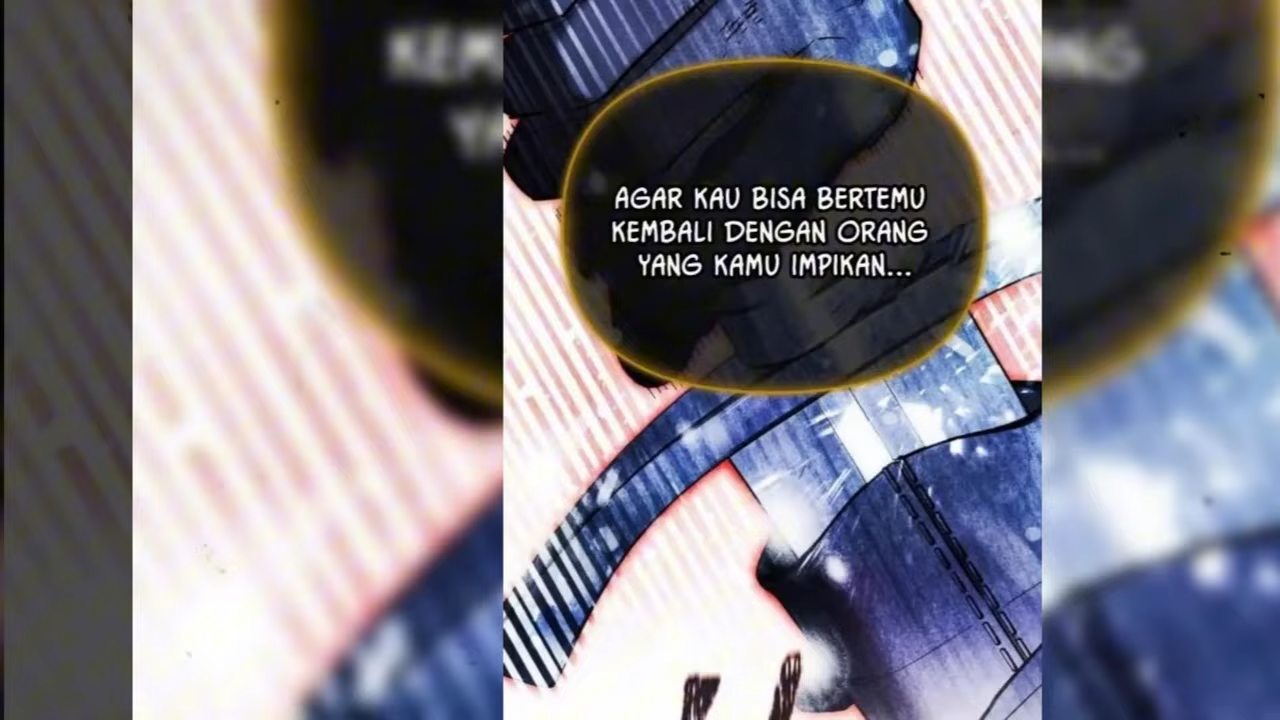 AGAR KAU BISA BERTEMU
KEMBALI DENGAN ORANG
YANG KAMU IMPIKAN...